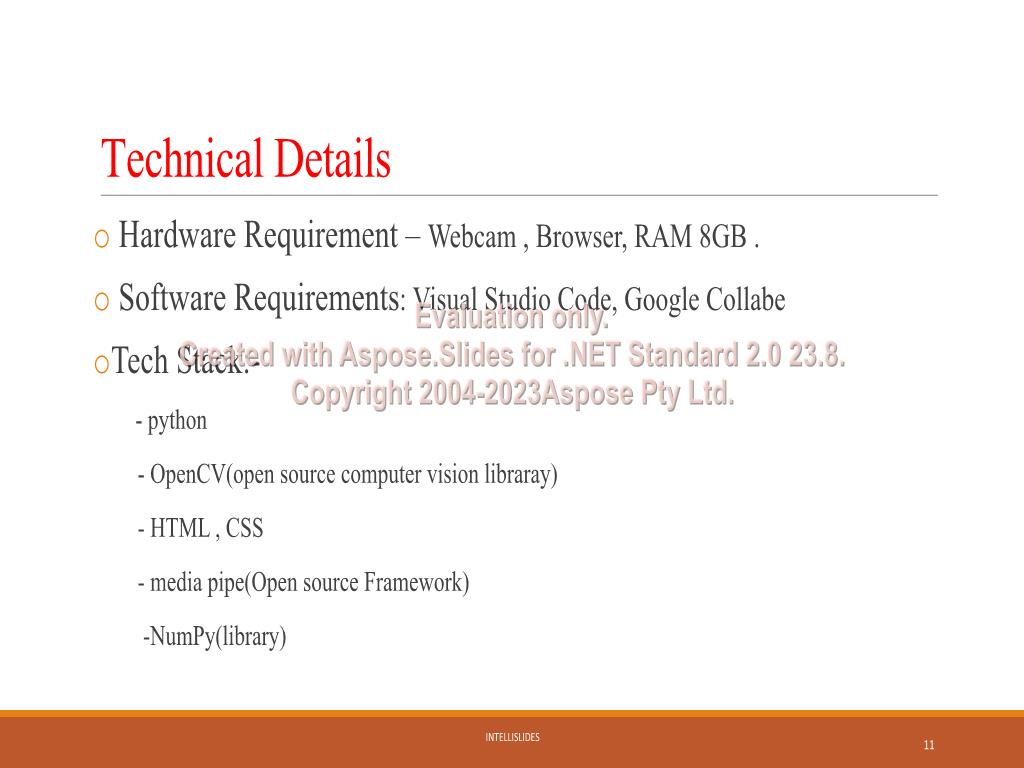 Technical Details
o Hardware Requirement – Webcam , Browser, RAM 8GB .
o Software Requirements: Visual Studio Code, Google Collabe
Evaluation only.
oTech Stack:-
Created with Aspose.Slides for .NET Standard 2.0 23.8.
Copyright 2004-2023Aspose Pty Ltd.
- python
- OpenCV(open source computer vision libraray)
- HTML , CSS
- media pipe(Open source Framework)
-NumPy(library)
INTELLISLIDES
11